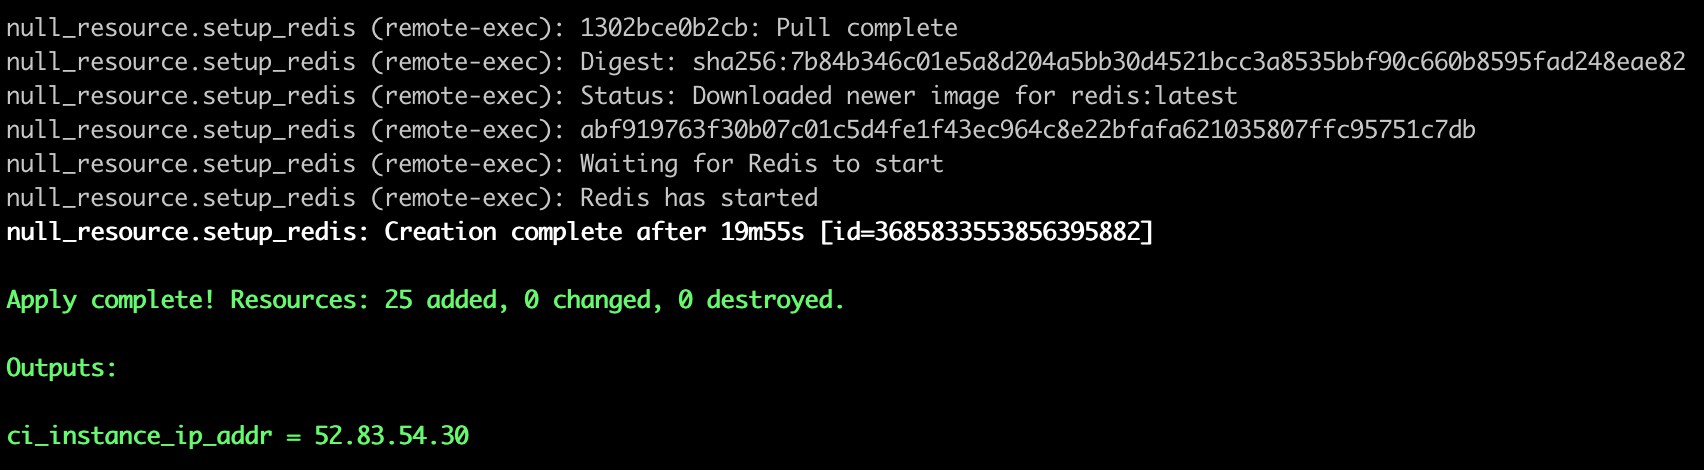 null_resource.setup_redis (remote-exec): 1302bce0b2cb: Pull complete
null_resource.setup_redis (remote-exec): Digest: sha256:7b84b346c01e5a8d204a5bb30d4521bcc3a8535bbf90c660b8595fad248eae82
null_resource.setup_redis (remote-exec): Status: Downloaded newer image for redis:latest
null_resource.setup_redis (remote-exec): abf919763f30b07c01c5d4fe1f43ec964c8e22bfafa621035807ffc95751c7db
null_resource.setup_redis (remote-exec): Waiting for Redis to start
null_resource.setup_redis (remote-exec): Redis has started
null_resource.setup_redis: Creation complete after 19m55s [id=3685833553856395882]
Apply complete! Resources: 25 added, 0 changed, 0 destroyed.
Outputs:
ci_instance_ip_addr = 52.83.54.30